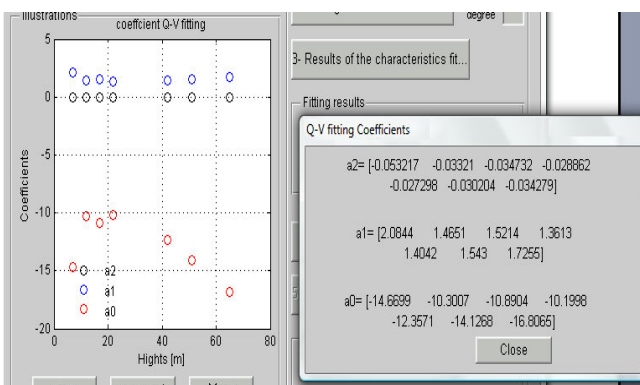 Illustrations
coeffcient Q-V fitting
5
0
-5
-10
-15
-20
Coefficients
a2
a1
a0
0 20 40 60 80
Hights [m]
degree
3- Results of the characteristics fit...
Fitting results
Q-V fitting Coefficients
a2= [-0.053217 -0.03321 -0.034732 -0.028862
-0.027298 -0.030204 -0.034279]
a1= [2.0844 1.4651 1.5214 1.3613
1.4042 1.543 1.7255]
a0= [-14.6699 -10.3007 -10.8904 -10.1998
-12.3571 -14.1268 -16.8065]
Close